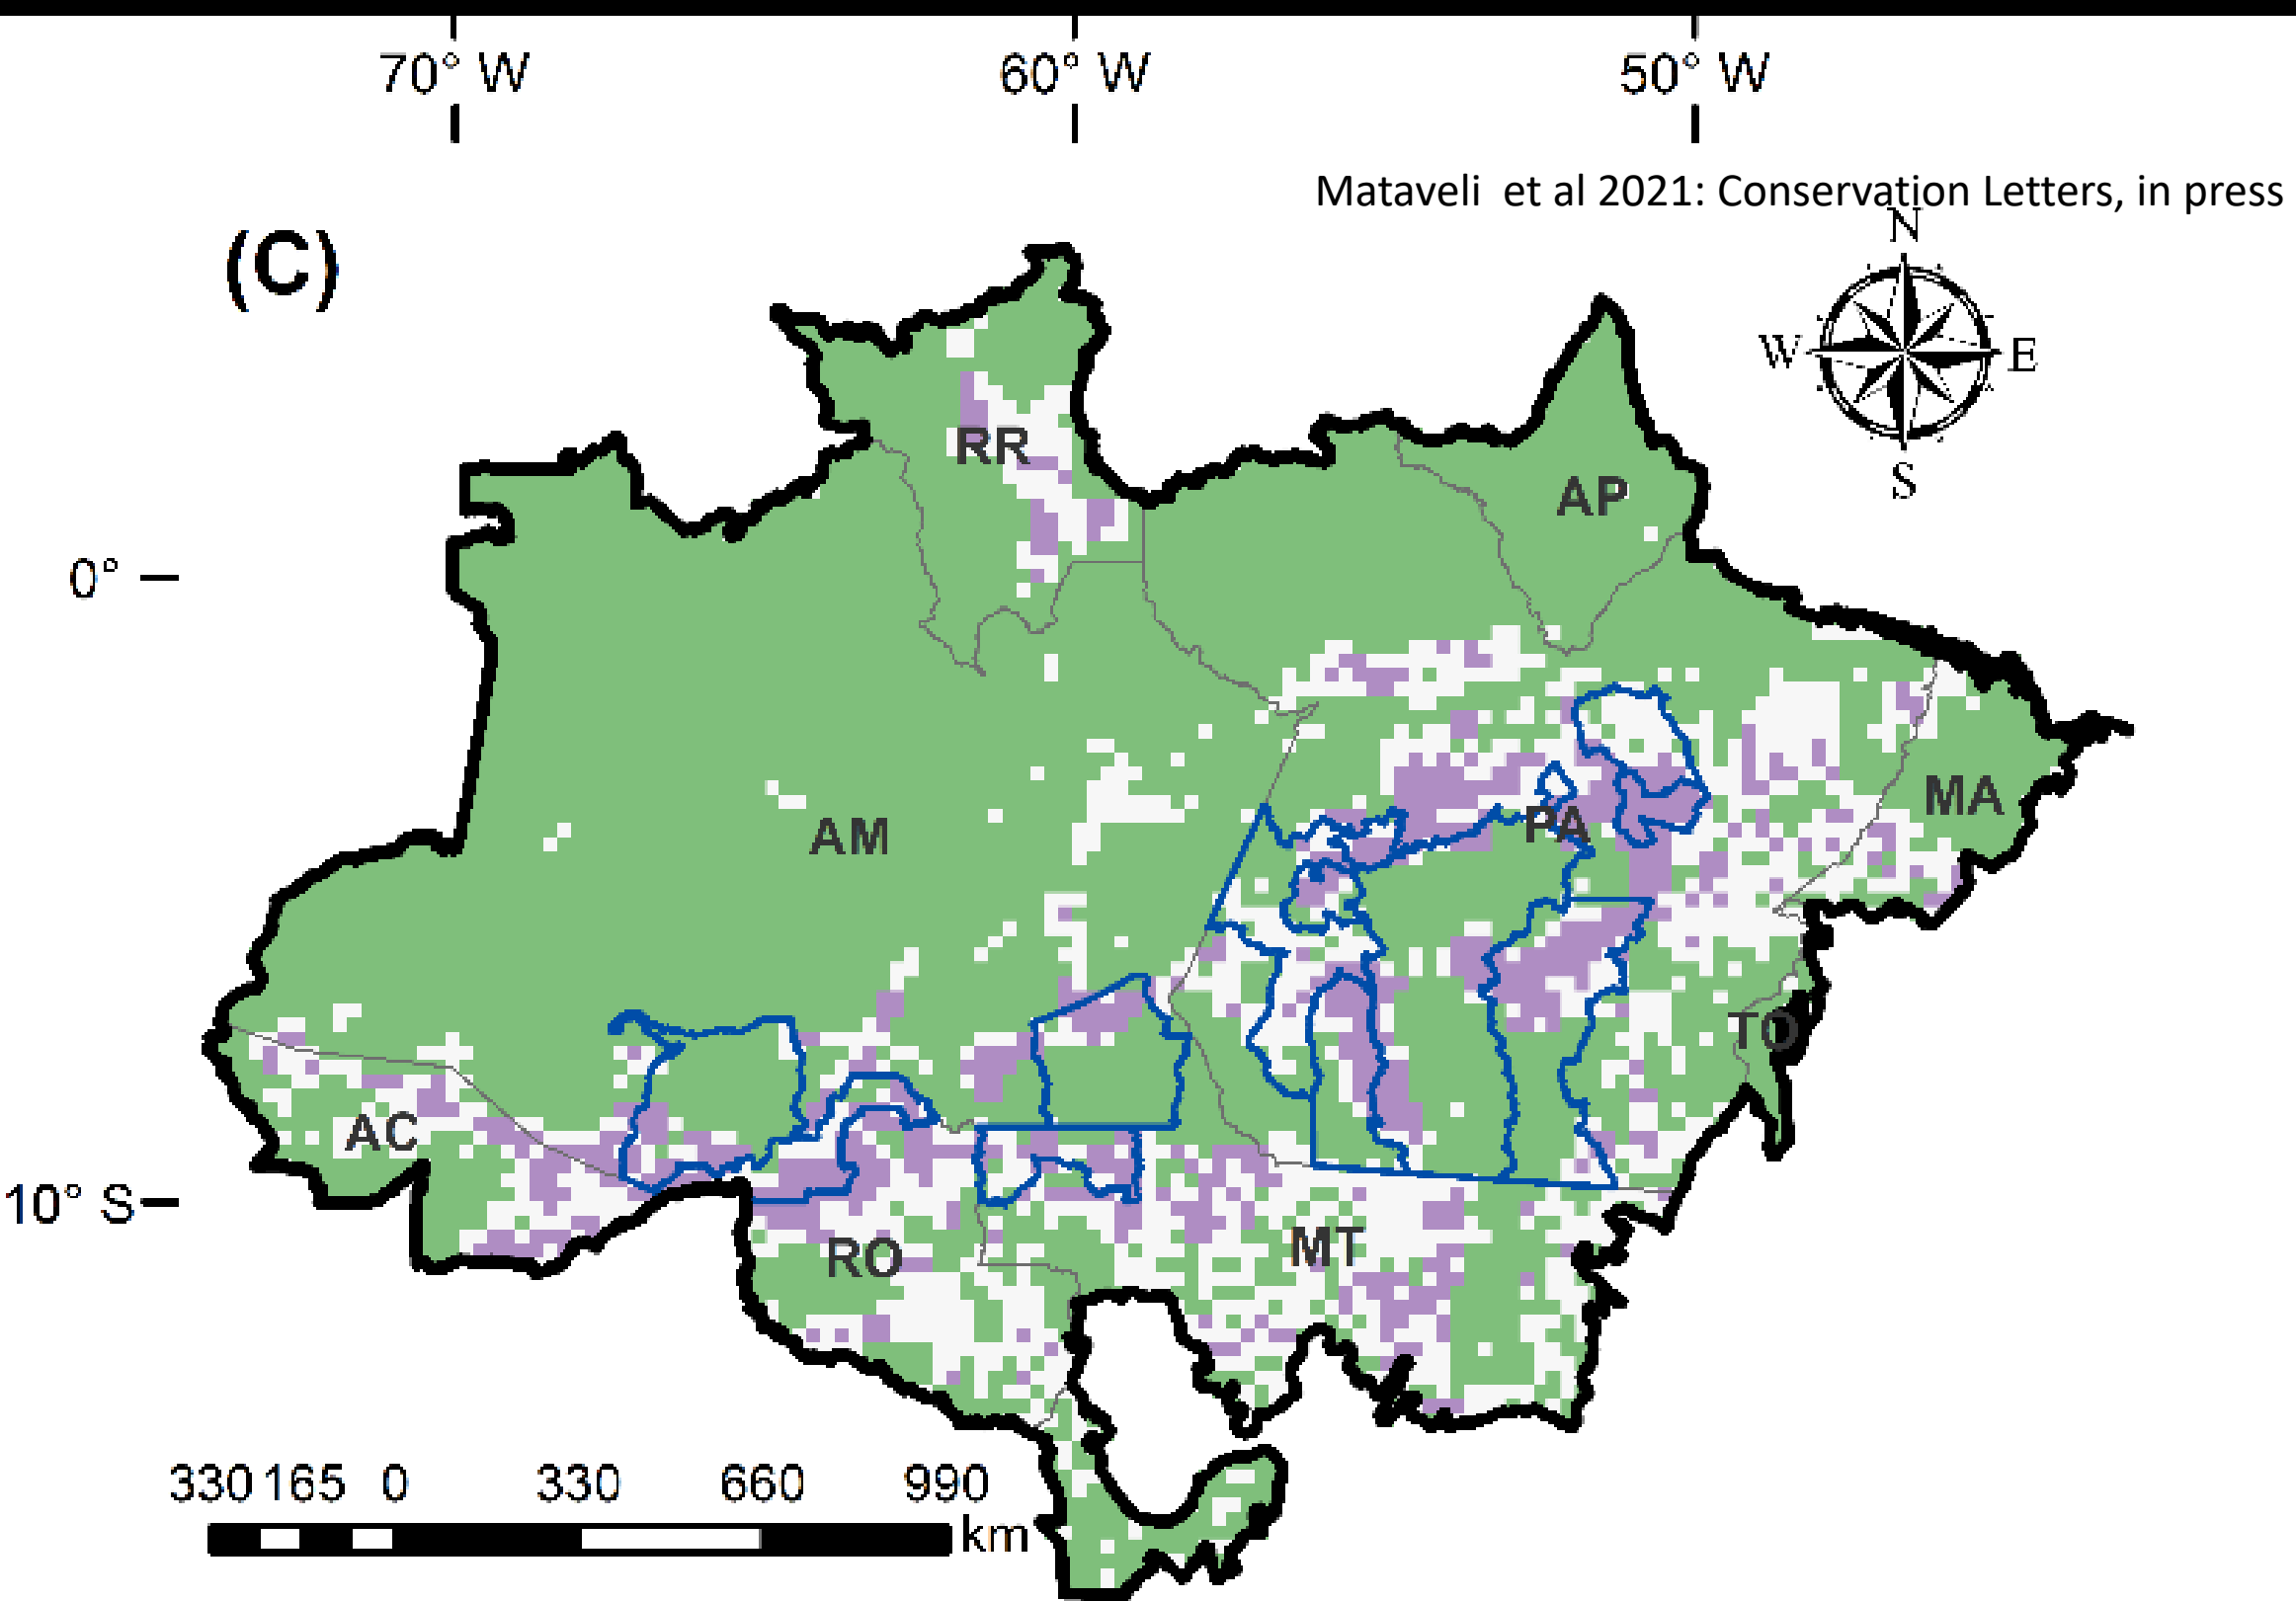 70° W 60° W 50° W
Mataveli et al 2021: Conservation Letters, in press
(C)
N
W E
S
RR
AP
0°
AM
PA
MA
TO
AC
10° S
RO
MT
330 165 0 330 660 990
km